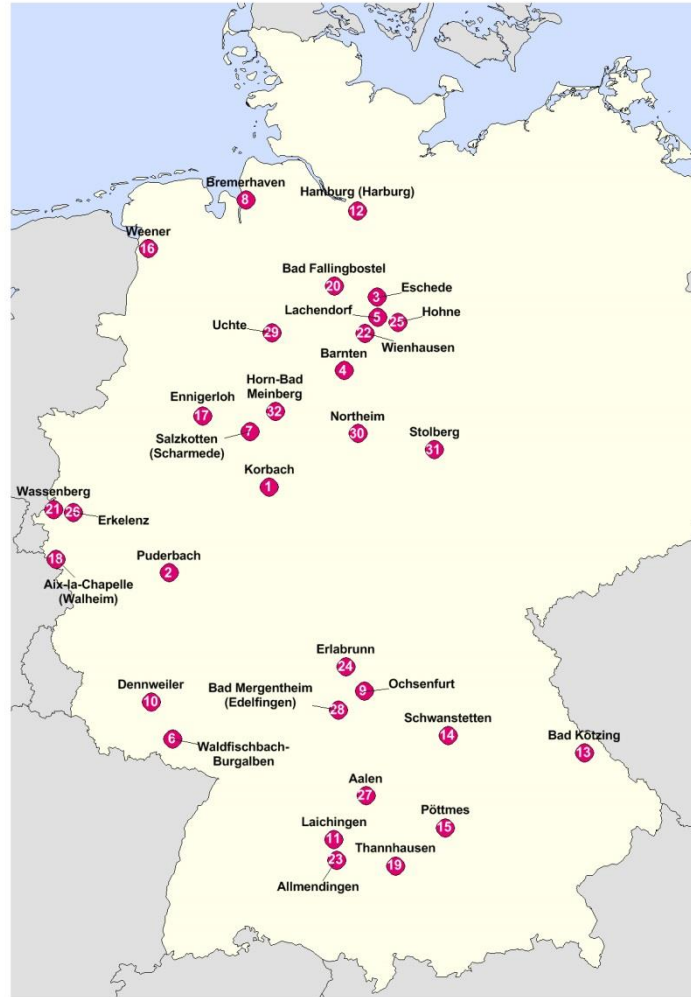 Bremerhaven
8
Hamburg (Harburg)
12
Weener
16
Bad Fallingbostel
20
Eschede
3
Lachendorf
5
Hohne
25
Uchte
29
22
Wienhausen
Barnten
4
Horn-Bad
Meinberg
32
Ennigerloh
17
7
Salzkotten
(Scharmede)
Northeim
30
Stolberg
31
Korbach
1
Wassenberg
21
26
Erkelenz
18
Aix-la-Chapelle
(Walheim)
Puderbach
2
Erlabrunn
24
Dennweiler
10
Bad Mergentheim
(Edelfingen)
28
9
Ochsenfurt
Schwanstetten
14
Bad Kötzing
13
6
Waldfischbach-
Burgalben
Aalen
27
Laichingen
11
Pöttmes
15
Thannhausen
19
23
Allmendingen